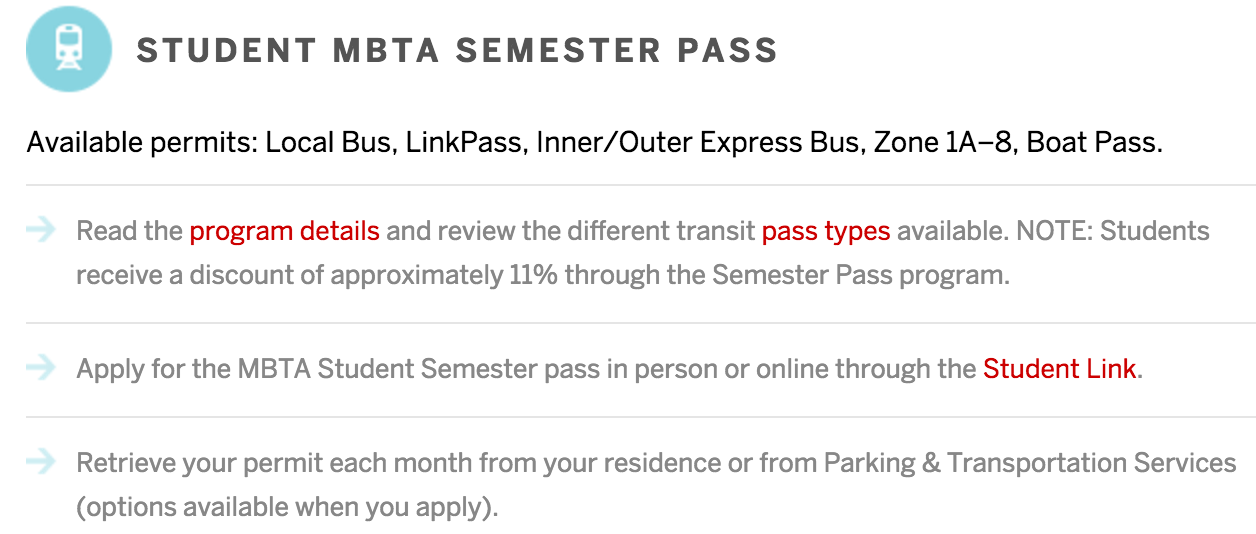 STUDENT MBTA SEMESTER PASS
Available permits: Local Bus, LinkPass, Inner/Outer Express Bus, Zone 1A–8, Boat Pass.
Read the program details and review the different transit pass types available. NOTE: Students
receive a discount of approximately 11% through the Semester Pass program.
Apply for the MBTA Student Semester pass in person or online through the Student Link.
Retrieve your permit each month from your residence or from Parking & Transportation Services
(options available when you apply).